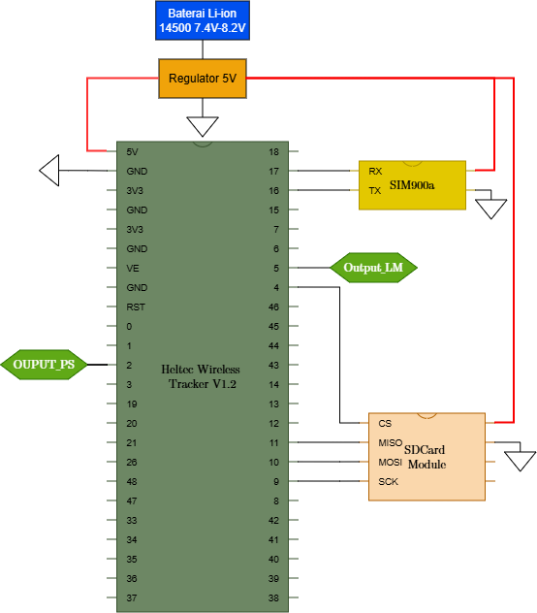 Baterai Li-ion
14500 7.4V-8.2V
Regulator 5V
5V 18
GND 17 RX
3V3 16 TX SIM900a
GND 15
3V3 7
GND 6
VE 5 Output_LM
GND 4
RST 46
0 45
1 44
OUPUT_PS 2 43
Heltec Wireless
Tracker V1.2
3 14
19 13
20 12 CS
21 11 MISO
SDCard
Module
26 10 MOSI
48 9 SCK
47 8
33 42
34 41
35 40
36 39
37 38